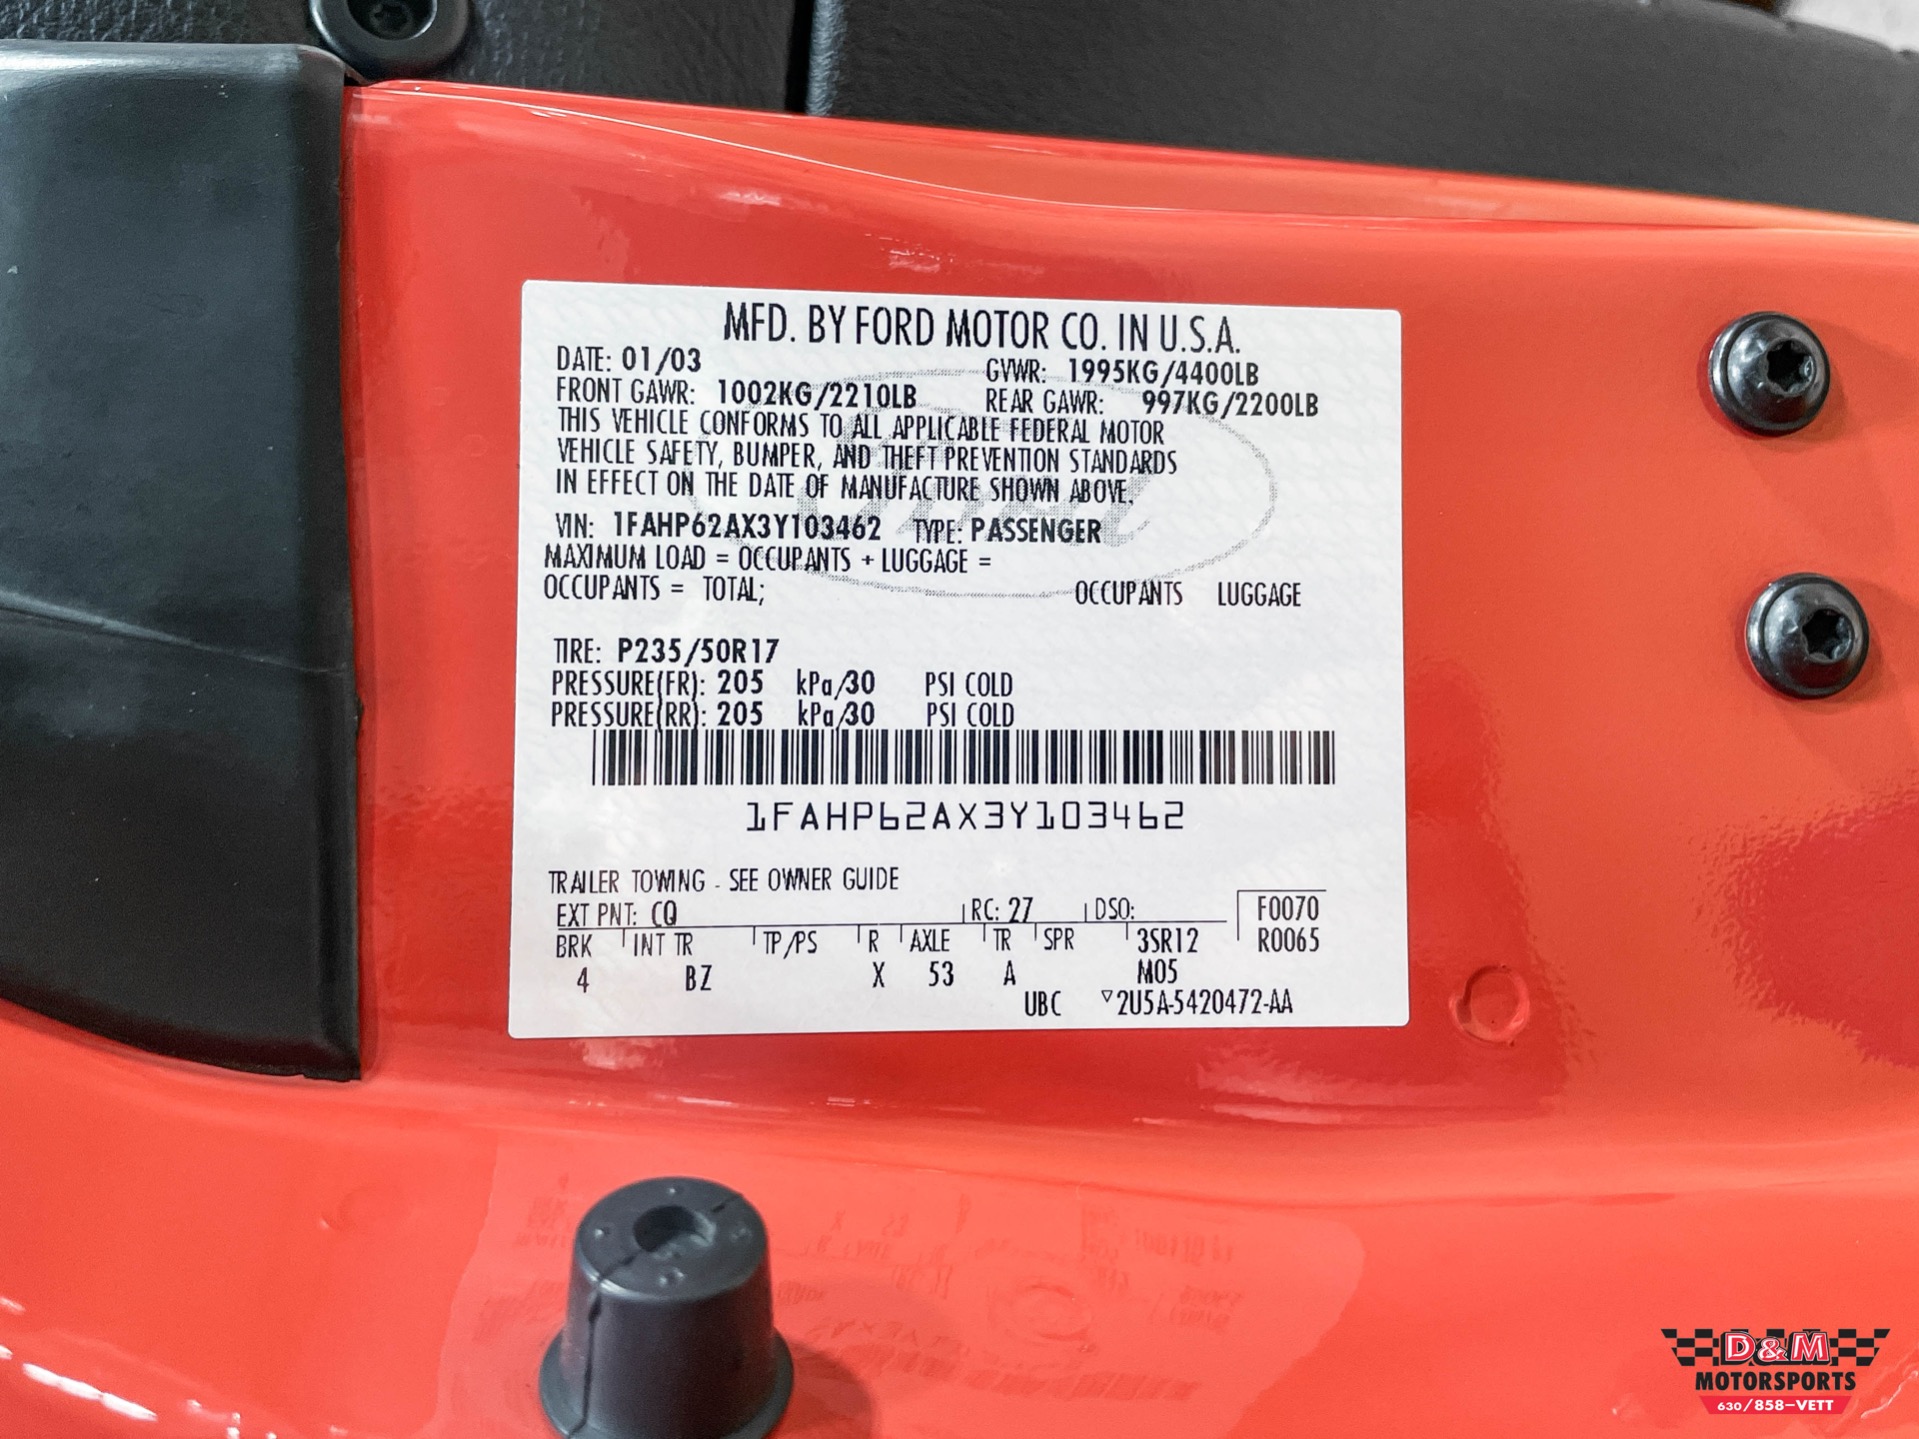 MFD. BY FORD MOTOR CO. IN U.S.A.
DATE: 01/03 GVWR: 1995KG/4400LB
FRONT GAWR: 1002KG/2210LB REAR GAWR: 997KG/2200LB
THIS VEHICLE CONFORMS TO ALL APPLICABLE FEDERAL MOTOR
VEHICLE SAFETY, BUMPER, AND THEFT PREVENTION STANDARDS
IN EFFECT ON THE DATE OF MANUFACTURE SHOWN ABOVE.
VIN: 1FAHP62AX3Y103462 TYPE: PASSENGER
MAXIMUM LOAD = OCCUPANTS + LUGGAGE =
OCCUPANTS = TOTAL; OCCUPANTS LUGGAGE
TIRE: P235/50R17
PRESSURE(FR): 205 kPa/30 PSI COLD
PRESSURE(RR): 205 kPa/30 PSI COLD
1FAHP62AX3Y103462
TRAILER TOWING - SEE OWNER GUIDE
EXT PNT: CQ RC: 27 DSO: F0070
BRK INT TR TP/PS R AXLE TR SPR 3SR12 R0065
4 BZ X 53 A M05
UBC ▽2U5A-5420472-AA
D&M
MOTORSPORTS
630/858-VETT